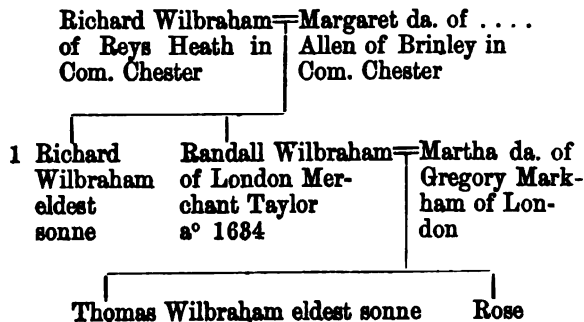 Richard Wilbraham=Margaret da. of ....
of Reys Heath in Allen of Brinley in
Com. Chester Com. Chester
1 Richard Randall Wilbraham=Martha da. of
Wilbraham of London Mer- Gregory Mark-
eldest chant Taylor ham of Lon-
sonne aº 1634 don
Thomas Wilbraham eldest sonne Rose